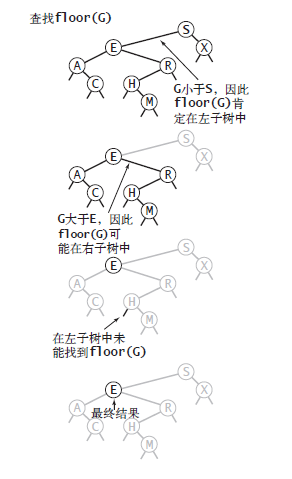 查找floor(G)
S
E
X
A
R
C
H
M
G小于S，因此
floor(G)肯
定在左子树中
S
E
X
A
R
C
H
M
G大于E，因此
floor(G)可
能在右子树中
S
E
X
A
R
C
H
M
在左子树中未
能找到floor(G)
S
E
X
A
R
最终结果
C
H
M